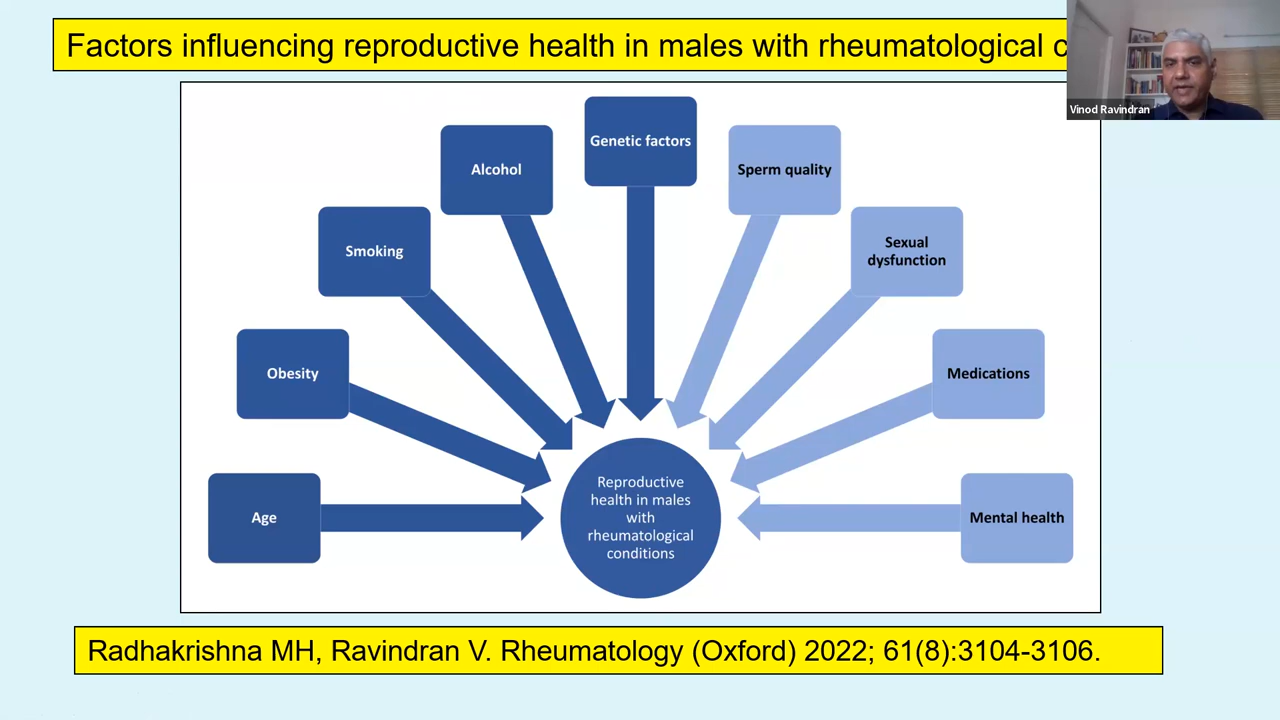 Factors influencing reproductive health in males with rheumatological c
Vinod Ravindran
Genetic factors
Alcohol
Sperm quality
Smoking
Sexual
dysfunction
Obesity
Medications
Age
Reproductive
health in males
with
rheumatological
conditions
Mental health
Radhakrishna MH, Ravindran V. Rheumatology (Oxford) 2022; 61(8):3104-3106.